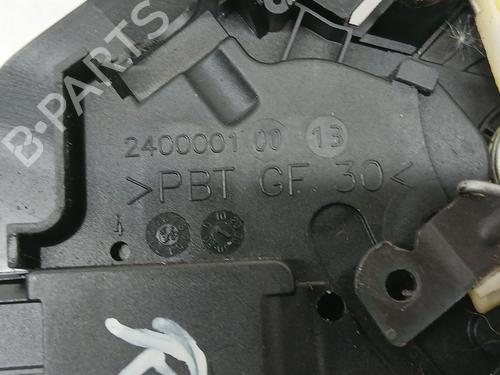 B-PARTS
2400001 00 13
>PBT GF. 30<
4